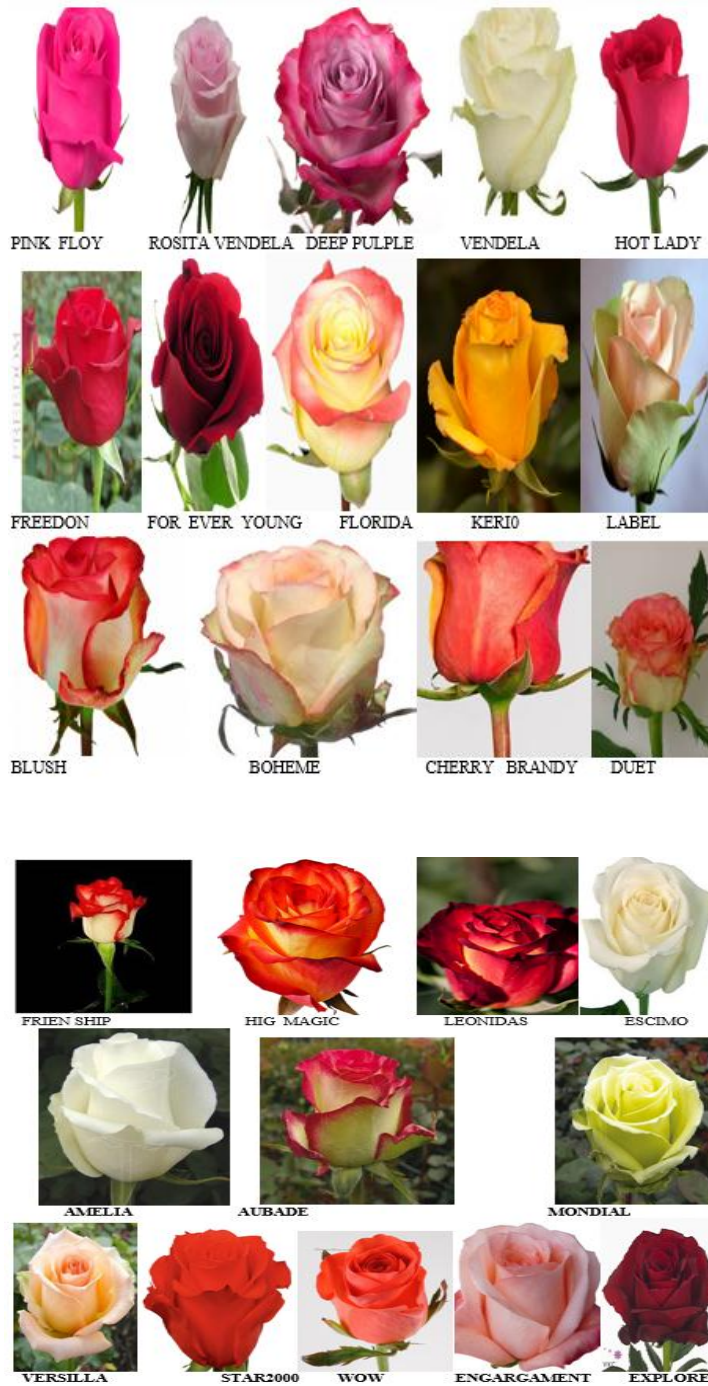 PINK FLOY ROSITA VENDELA DEEP PULPLE VENDELA HOT LADY
FREEDOM
FREEDON FOR EVER YOUNG FLORIDA KERI0 LABEL
BLUSH BOHEME CHERRY BRANDY DUET
FRIEN SHIP HIG MAGIC LEONIDAS ESCIMO
AMELIA AUBADE MONDIAL
VERSILLA STAR2000 WOW ENGARGAMENT EXPLORE